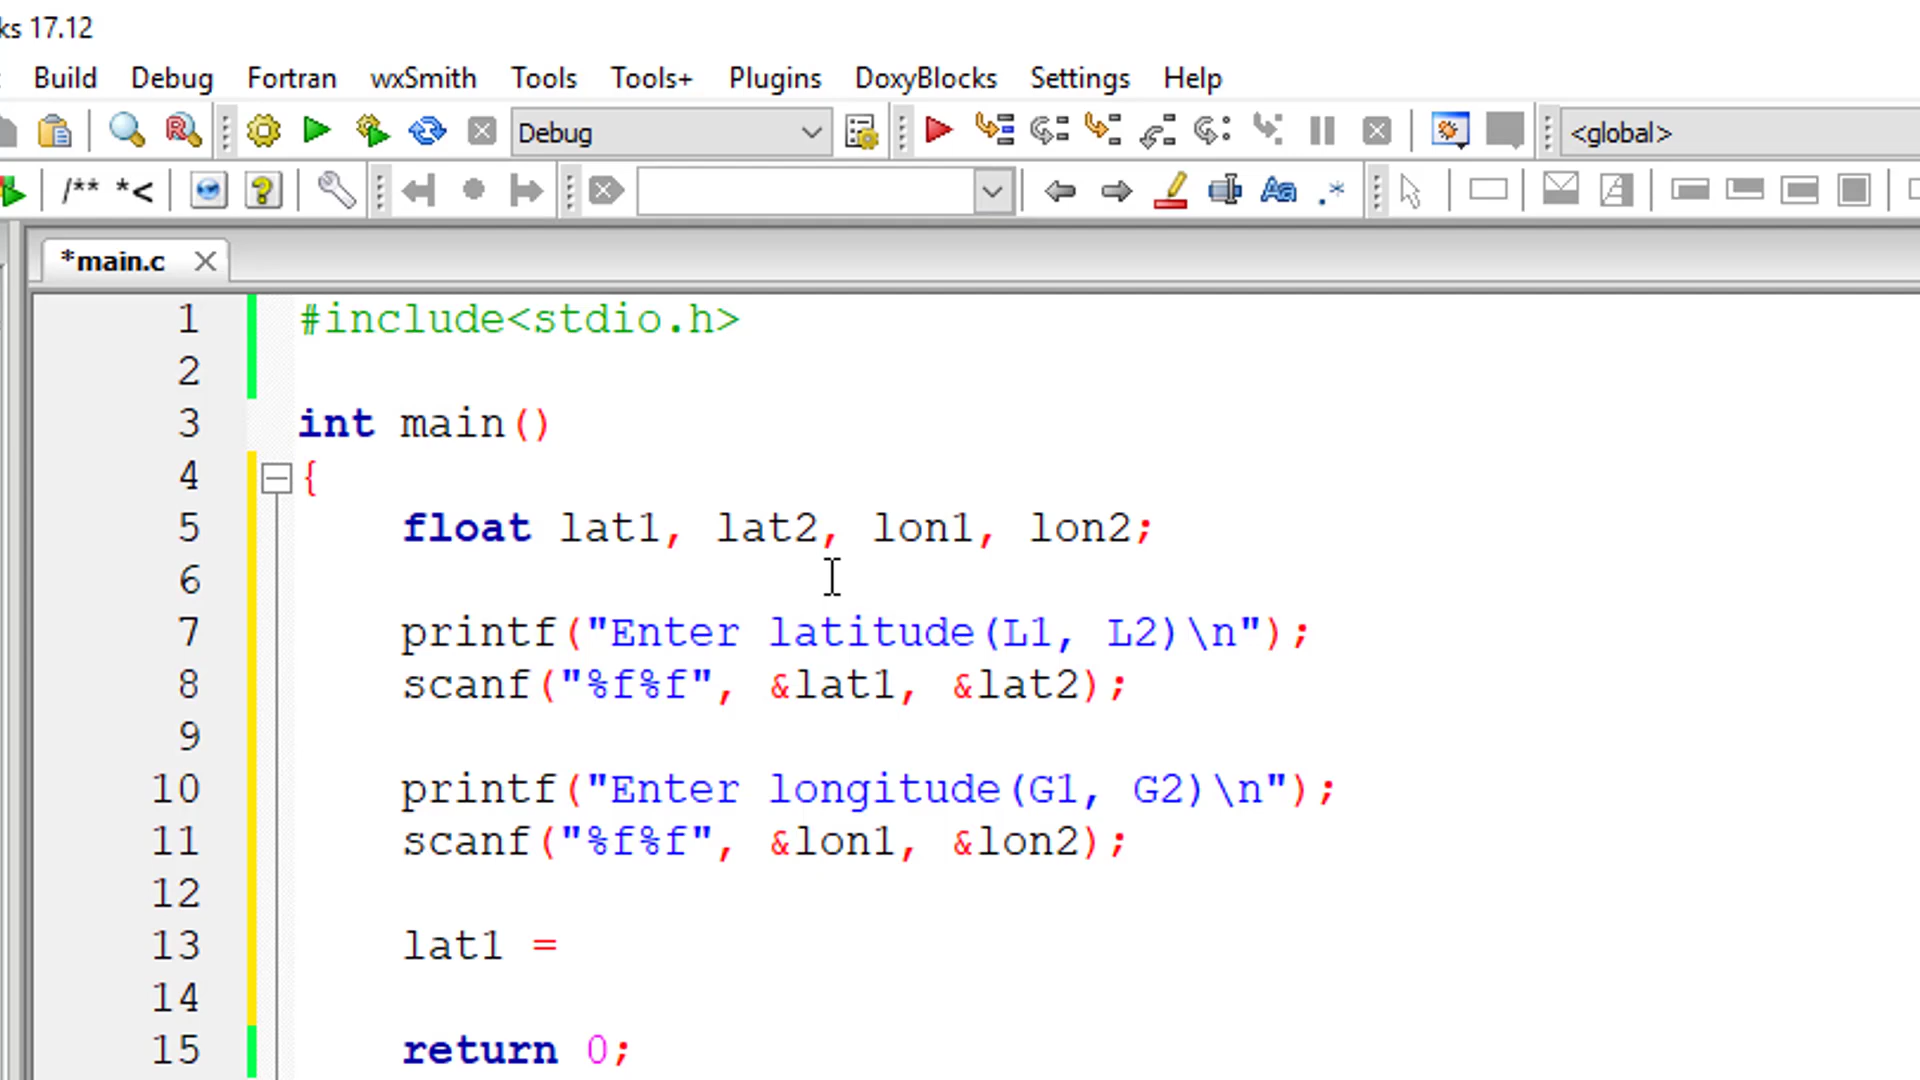 ks 17.12
Build Debug Fortran wxSmith Tools Tools+ Plugins DoxyBlocks Settings Help
Debug <global>
/** *< Aa .*
*main.c
1 #include<stdio.h>
2
3 int main()
4 {
5 float lat1, lat2, lon1, lon2;
6
7 printf("Enter latitude(L1, L2)\n");
8 scanf("%f%f", &lat1, &lat2);
9
10 printf("Enter longitude(G1, G2)\n");
11 scanf("%f%f", &lon1, &lon2);
12
13 lat1 =
14
15 return 0;